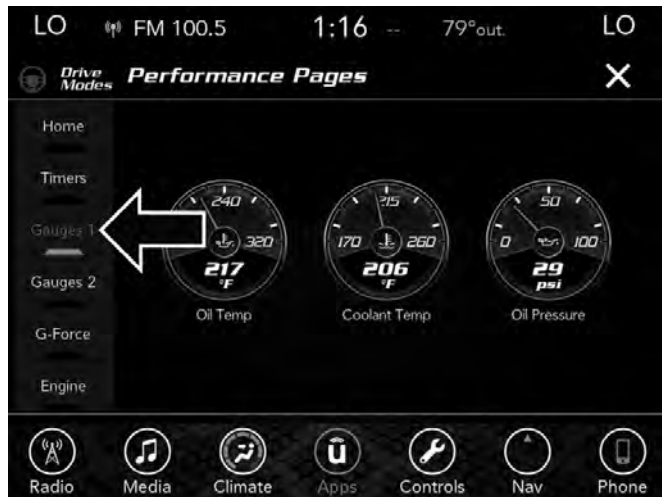 LO FM 100.5 1:16 -- 79°out. LO
Drive Modes Performance Pages X
Home
Timers
Gauges 1
Gauges 2
G-Force
Engine
240
320
217
°F
Oil Temp
215
170 260
206
°F
Coolant Temp
50
0 100
29
psi
Oil Pressure
Radio Media Climate Apps Controls Nav Phone